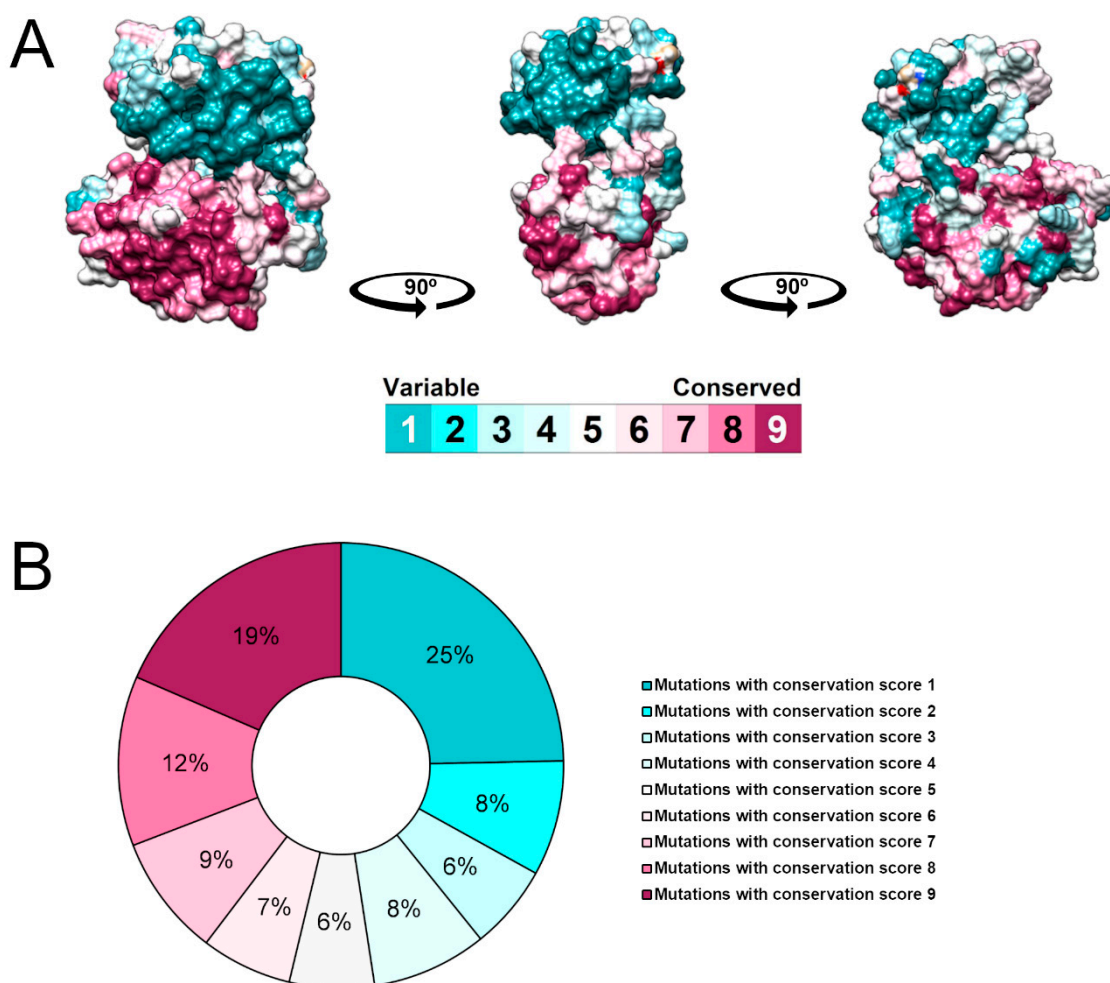 A
90º
90º
Variable Conserved
1 2 3 4 5 6 7 8 9
B
19%
25%
12%
8%
9%
6%
7%
6%
8%
Mutations with conservation score 1
Mutations with conservation score 2
Mutations with conservation score 3
Mutations with conservation score 4
Mutations with conservation score 5
Mutations with conservation score 6
Mutations with conservation score 7
Mutations with conservation score 8
Mutations with conservation score 9